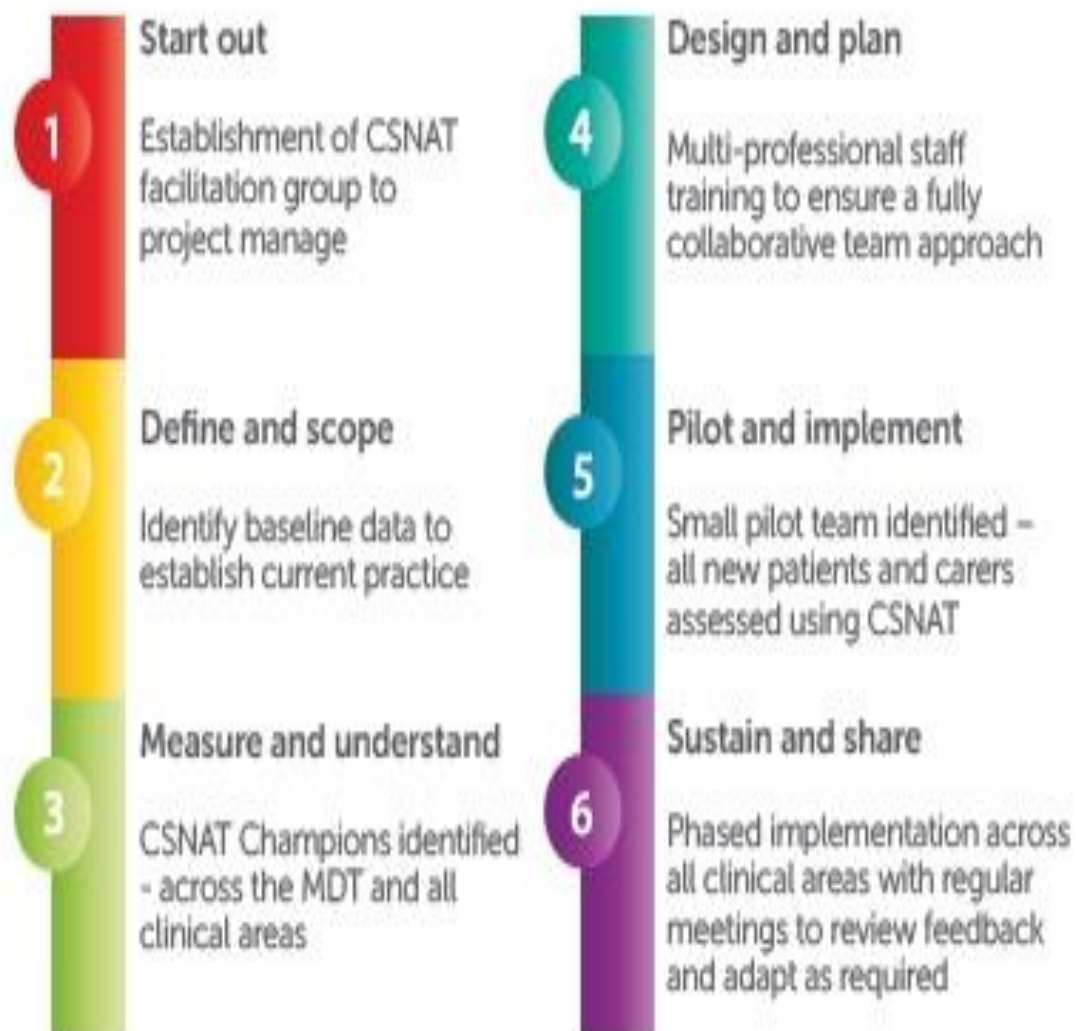 1
Start out
Establishment of CSNAT
facilitation group to
project manage
2
Define and scope
Identify baseline data to
establish current practice
3
Measure and understand
CSNAT Champions identified
- across the MDT and all
clinical areas
4
Design and plan
Multi-professional staff
training to ensure a fully
collaborative team approach
5
Pilot and implement
Small pilot team identified –
all new patients and carers
assessed using CSNAT
6
Sustain and share
Phased implementation across
all clinical areas with regular
meetings to review feedback
and adapt as required